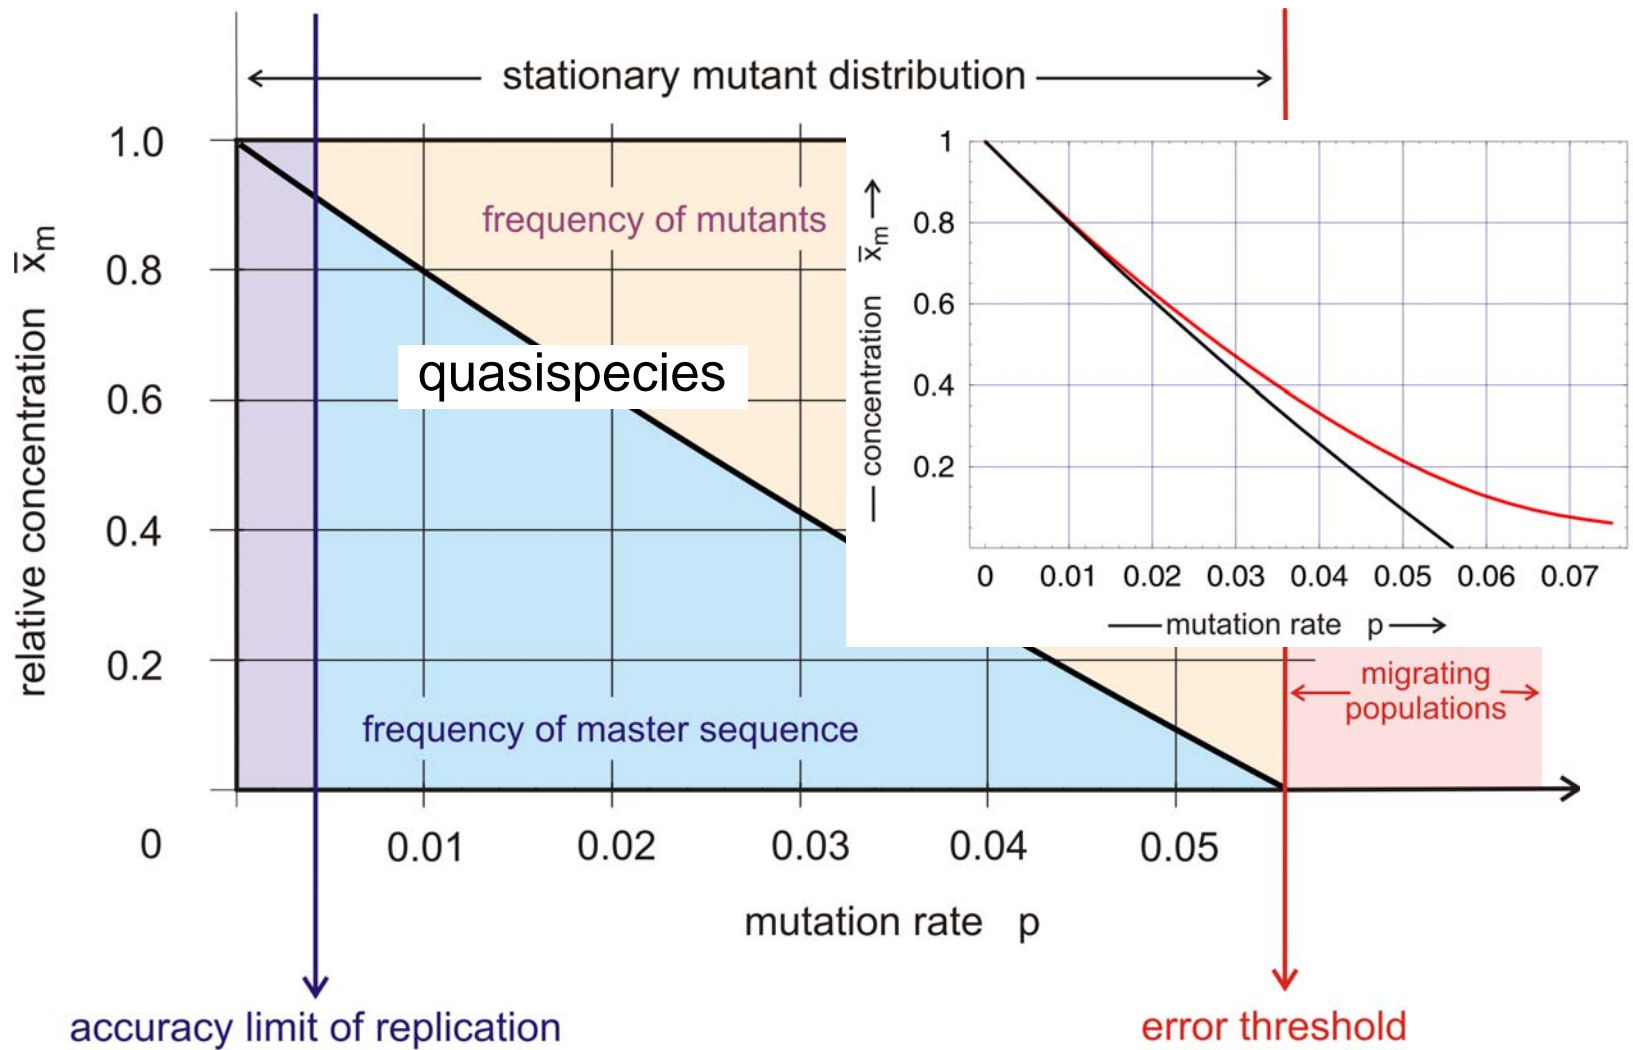 stationary mutant distribution
1.0
0.8
0.6
0.4
0.2
0
relative concentration x̄m
frequency of mutants
quasispecies
frequency of master sequence
1
0.8
0.6
0.4
0.2
concentration x̄m
0 0.01 0.02 0.03 0.04 0.05 0.06 0.07
mutation rate p
migrating
populations
0.01 0.02 0.03 0.04 0.05
mutation rate p
accuracy limit of replication
error threshold